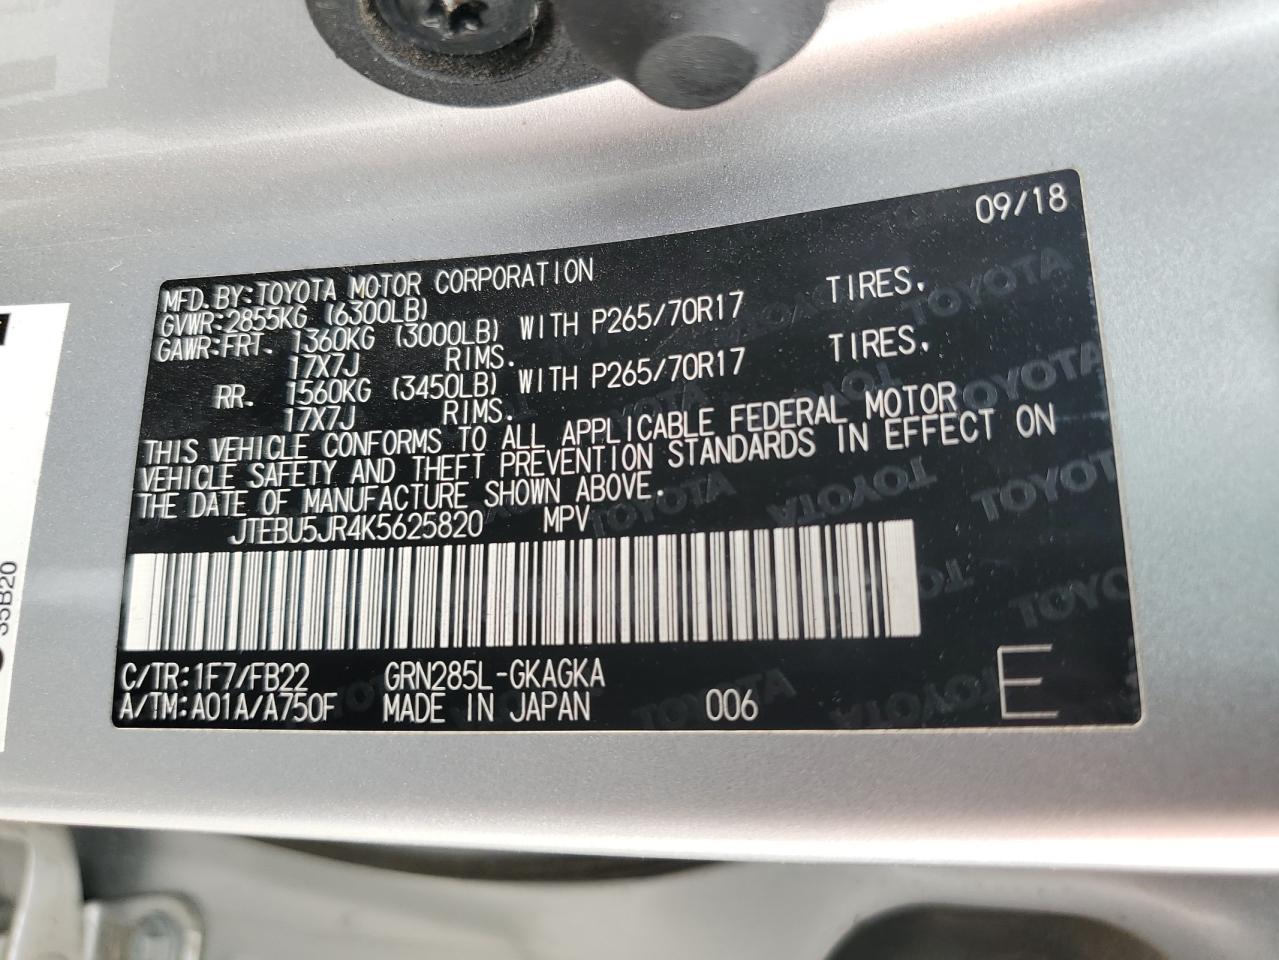 09/18
MFD. BY: TOYOTA MOTOR CORPORATION
GVWR: 2855KG (6300LB)
GAWR: FRT. 1360KG (3000LB) WITH P265/70R17 TIRES,
17X7J RIMS.
RR. 1560KG (3450LB) WITH P265/70R17 TIRES,
17X7J RIMS.
THIS VEHICLE CONFORMS TO ALL APPLICABLE FEDERAL MOTOR
VEHICLE SAFETY AND THEFT PREVENTION STANDARDS IN EFFECT ON
THE DATE OF MANUFACTURE SHOWN ABOVE.
JTEBU5JR4K5625820 MPV
C/TR: 1F7/FB22 GRN285L-GKAGKA
A/TM: A01A/A750F MADE IN JAPAN 006 E
35B20
TOYOTA